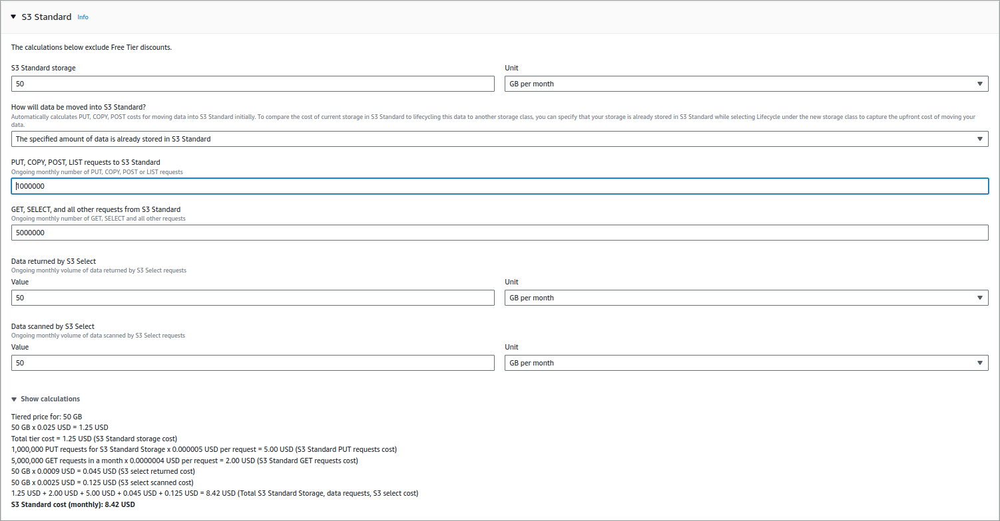 S3 Standard Info
The calculations below exclude Free Tier discounts.
S3 Standard storage
Unit
50
GB per month
How will data be moved into S3 Standard?
Automatically calculates PUT, COPY, POST costs for moving data into S3 Standard initially. To compare the cost of current storage in S3 Standard to lifecycling this data to another storage class, you can specify that your storage is already stored in S3 Standard while selecting Lifecycle under the new storage class to capture the upfront cost of moving your
data.
The specified amount of data is already stored in S3 Standard
PUT, COPY, POST, LIST requests to S3 Standard
Ongoing monthly number of PUT, COPY, POST or LIST requests
1000000
GET, SELECT, and all other requests from S3 Standard
Ongoing monthly number of GET, SELECT and all other requests
5000000
Data returned by S3 Select
Ongoing monthly volume of data returned by S3 Select requests
Value
Unit
50
GB per month
Data scanned by S3 Select
Ongoing monthly volume of data scanned by S3 Select requests
Value
Unit
50
GB per month
Show calculations
Tiered price for: 50 GB
50 GB x 0.025 USD = 1.25 USD
Total tier cost = 1.25 USD (S3 Standard storage cost)
1,000,000 PUT requests for S3 Standard Storage x 0.000005 USD per request = 5.00 USD (S3 Standard PUT requests cost)
5,000,000 GET requests in a month x 0.0000004 USD per request = 2.00 USD (S3 Standard GET requests cost)
50 GB x 0.0009 USD = 0.045 USD (S3 select returned cost)
50 GB x 0.0025 USD = 0.125 USD (S3 select scanned cost)
1.25 USD + 2.00 USD + 5.00 USD + 0.045 USD + 0.125 USD = 8.42 USD (Total S3 Standard Storage, data requests, S3 select cost)
S3 Standard cost (monthly): 8.42 USD